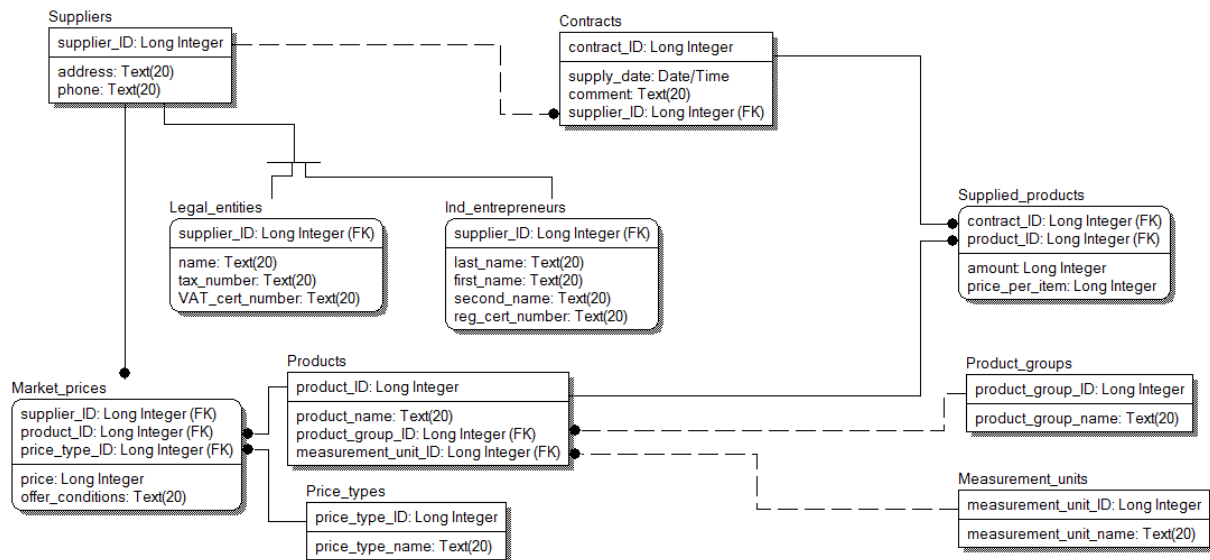 Suppliers
supplier_ID: Long Integer
address: Text(20)
phone: Text(20)
Contracts
contract_ID: Long Integer
supply_date: Date/Time
comment: Text(20)
supplier_ID: Long Integer (FK)
Legal_entities
supplier_ID: Long Integer (FK)
name: Text(20)
tax_number: Text(20)
VAT_cert_number: Text(20)
Ind_entrepreneurs
supplier_ID: Long Integer (FK)
last_name: Text(20)
first_name: Text(20)
second_name: Text(20)
reg_cert_number: Text(20)
Supplied_products
contract_ID: Long Integer (FK)
product_ID: Long Integer (FK)
amount: Long Integer
price_per_item: Long Integer
Market_prices
supplier_ID: Long Integer (FK)
product_ID: Long Integer (FK)
price_type_ID: Long Integer (FK)
price: Long Integer
offer_conditions: Text(20)
Products
product_ID: Long Integer
product_name: Text(20)
product_group_ID: Long Integer (FK)
measurement_unit_ID: Long Integer (FK)
Product_groups
product_group_ID: Long Integer
product_group_name: Text(20)
Price_types
price_type_ID: Long Integer
price_type_name: Text(20)
Measurement_units
measurement_unit_ID: Long Integer
measurement_unit_name: Text(20)